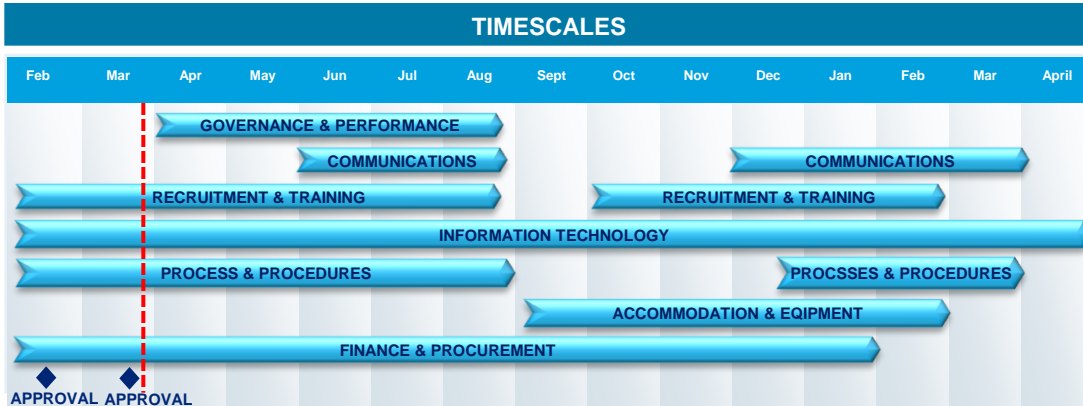 TIMESCALES
Feb Mar Apr May Jun Jul Aug Sept Oct Nov Dec Jan Feb Mar April
GOVERNANCE & PERFORMANCE
COMMUNICATIONS COMMUNICATIONS
RECRUITMENT & TRAINING RECRUITMENT & TRAINING
INFORMATION TECHNOLOGY
PROCESS & PROCEDURES PROCSSES & PROCEDURES
ACCOMMODATION & EQIPMENT
FINANCE & PROCUREMENT
APPROVAL APPROVAL